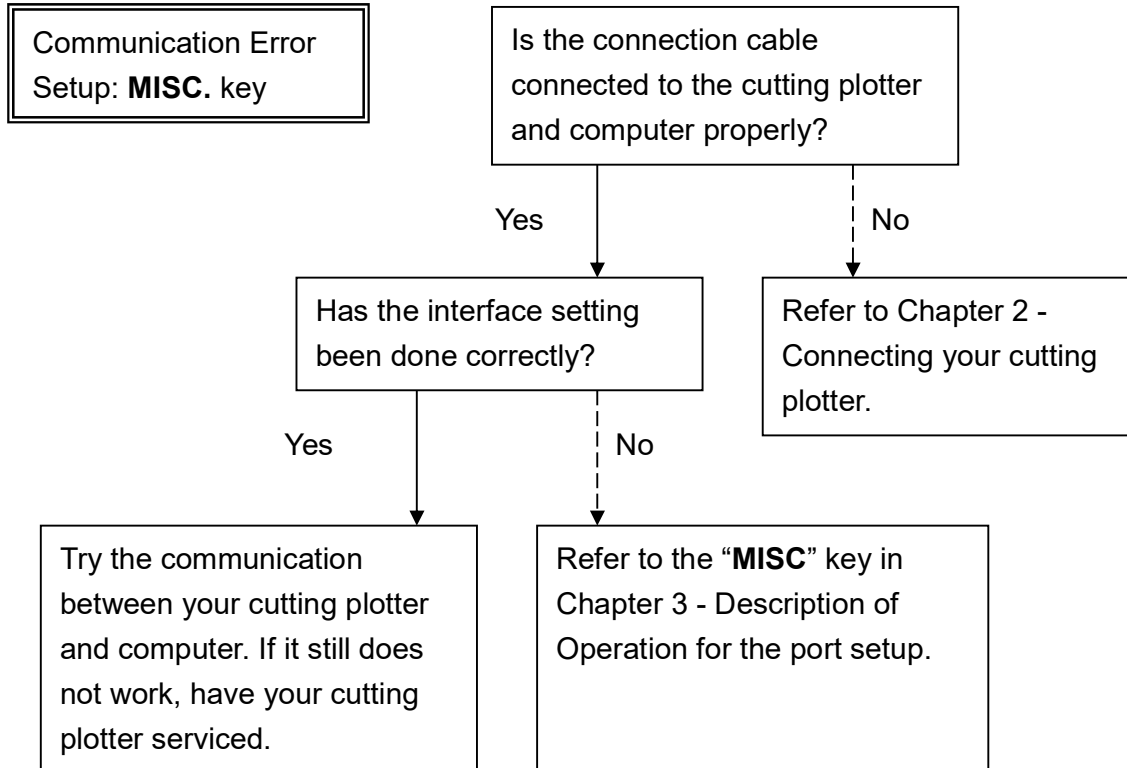 Communication Error
Setup: MISC. key
Is the connection cable
connected to the cutting plotter
and computer properly?
Yes
No
Has the interface setting
been done correctly?
Refer to Chapter 2 -
Connecting your cutting
plotter.
Yes
No
Try the communication
between your cutting plotter
and computer. If it still does
not work, have your cutting
plotter serviced.
Refer to the “MISC” key in
Chapter 3 - Description of
Operation for the port setup.